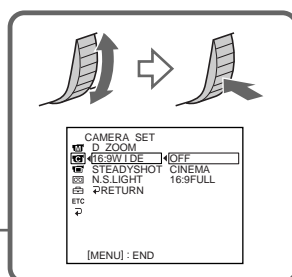 CAMERA SET
D ZOOM
16:9WIDE OFF
STEADYSHOT CINEMA
N.S.LIGHT 16:9FULL
RETURN
ETC
[MENU] : END